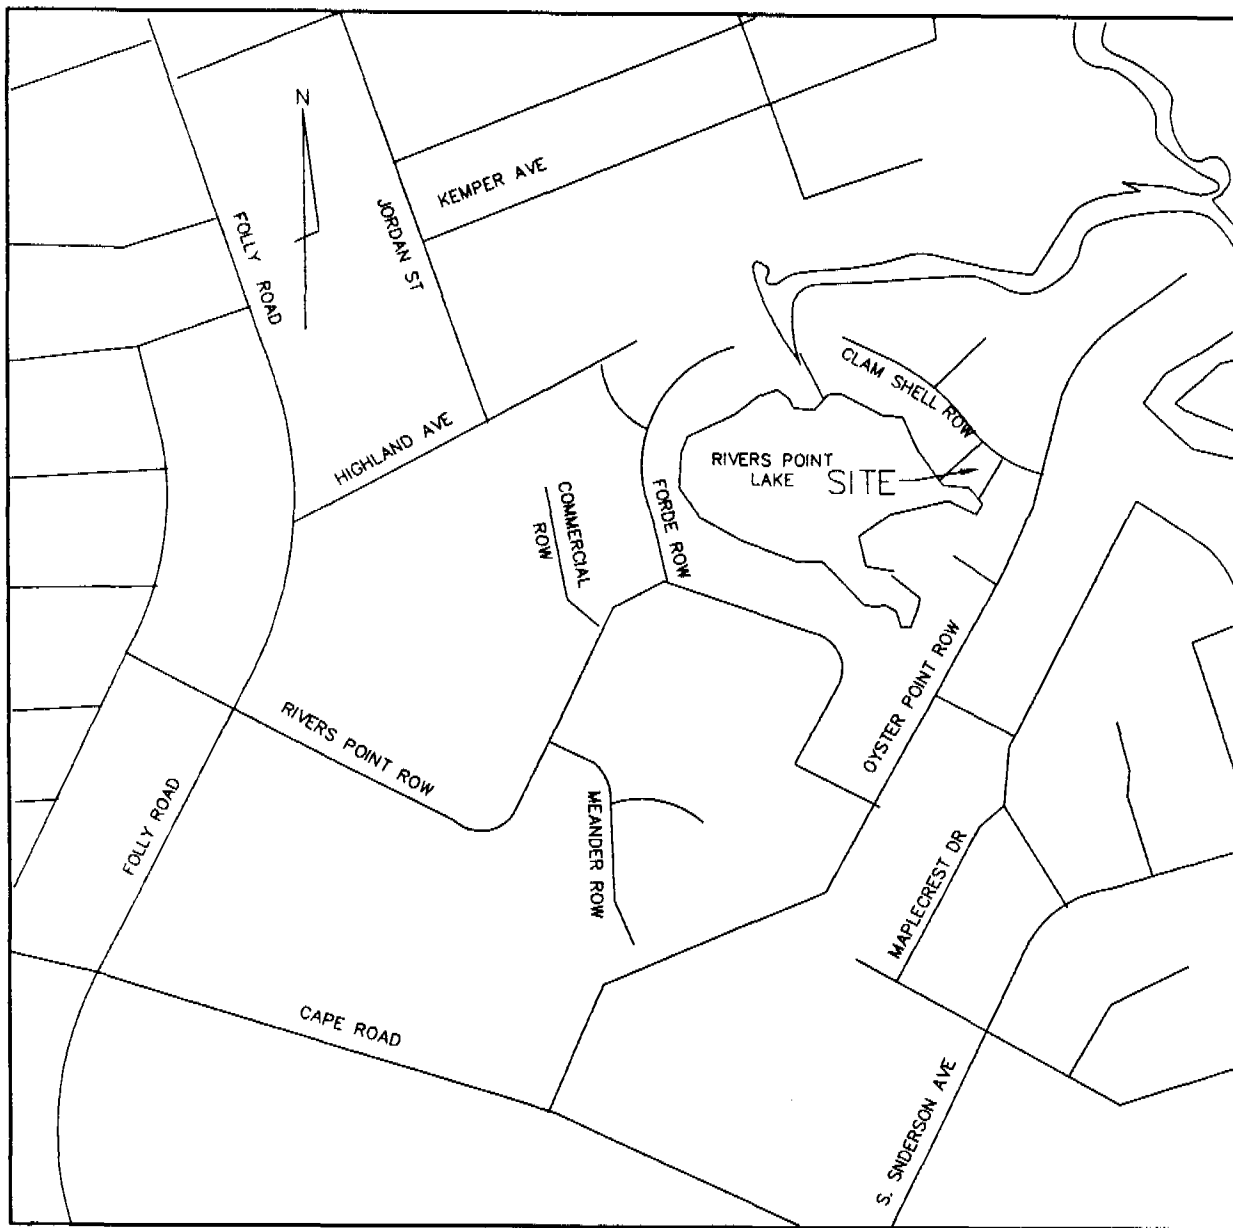 N
KEMPER AVE
JORDAN ST
FOLLY ROAD
CLAM SHELL ROW
HIGHLAND AVE
RIVERS POINT
LAKE
SITE
COMMERCIAL
ROW
FORDE ROW
OYSTER POINT ROW
RIVERS POINT ROW
FOLLY ROAD
MEANDER ROW
MAPLECREST DR
CAPE ROAD
S. SNDERSON AVE